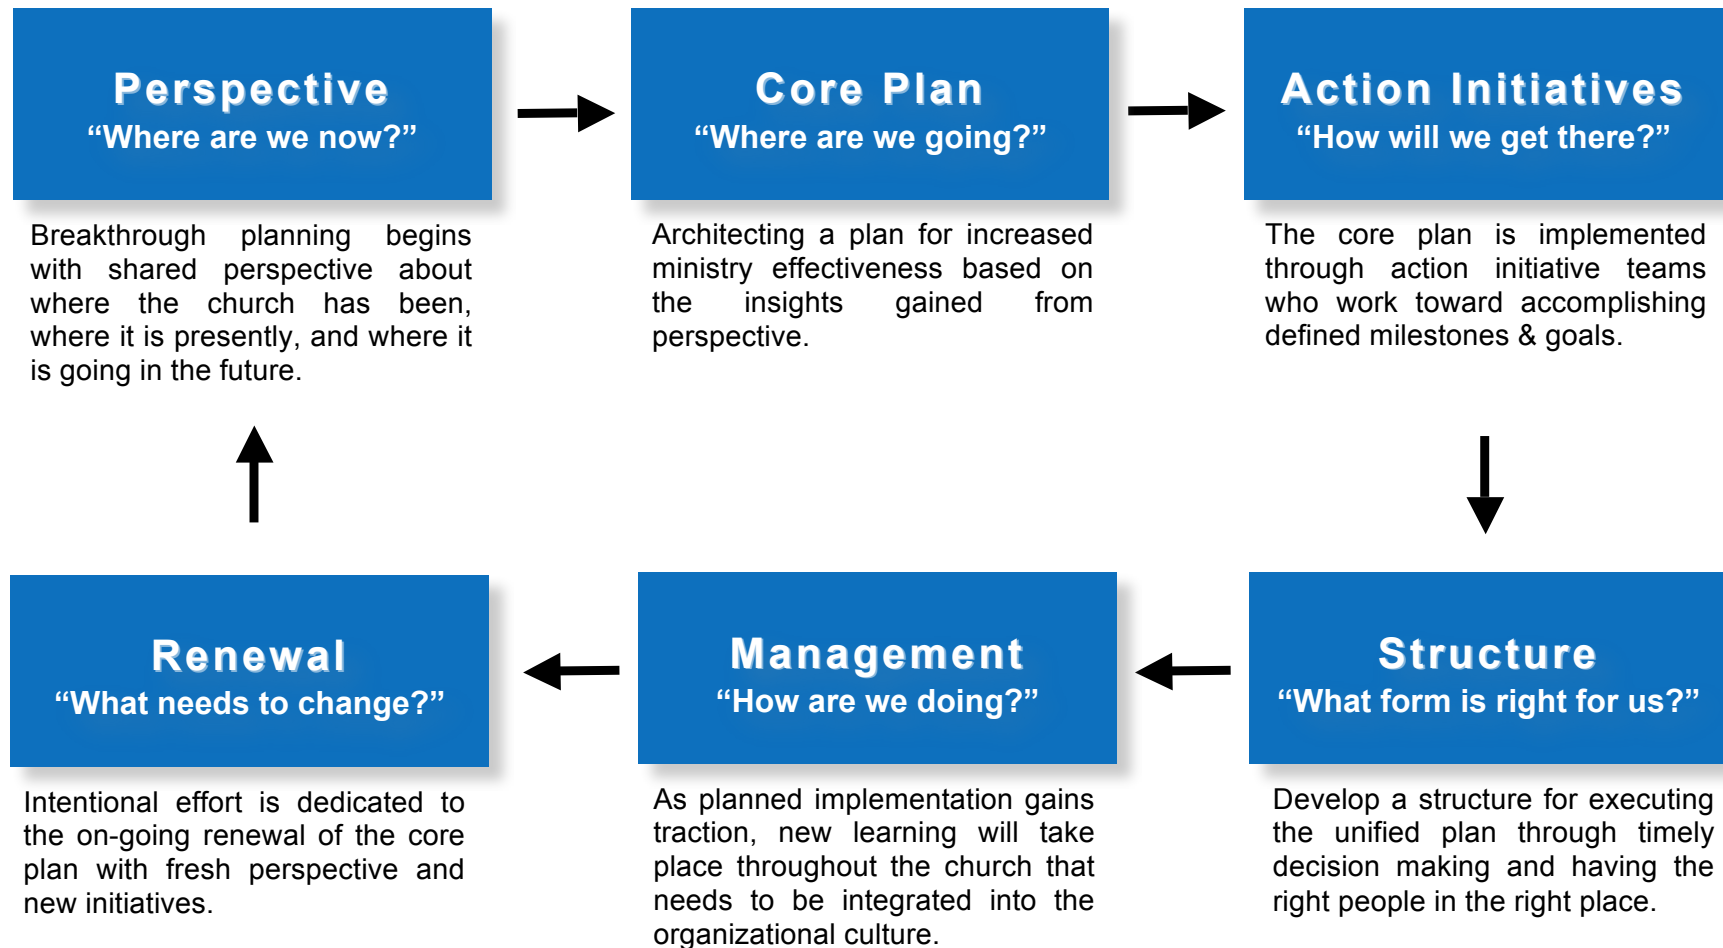 Perspective
“Where are we now?”
Breakthrough planning begins
with shared perspective about
where the church has been,
where it is presently, and where it
is going in the future.
Core Plan
“Where are we going?”
Architecting a plan for increased
ministry effectiveness based on
the insights gained from
perspective.
Action Initiatives
“How will we get there?”
The core plan is implemented
through action initiative teams
who work toward accomplishing
defined milestones & goals.
Structure
“What form is right for us?”
Develop a structure for executing
the unified plan through timely
decision making and having the
right people in the right place.
Management
“How are we doing?”
As planned implementation gains
traction, new learning will take
place throughout the church that
needs to be integrated into the
organizational culture.
Renewal
“What needs to change?”
Intentional effort is dedicated to
the on-going renewal of the core
plan with fresh perspective and
new initiatives.